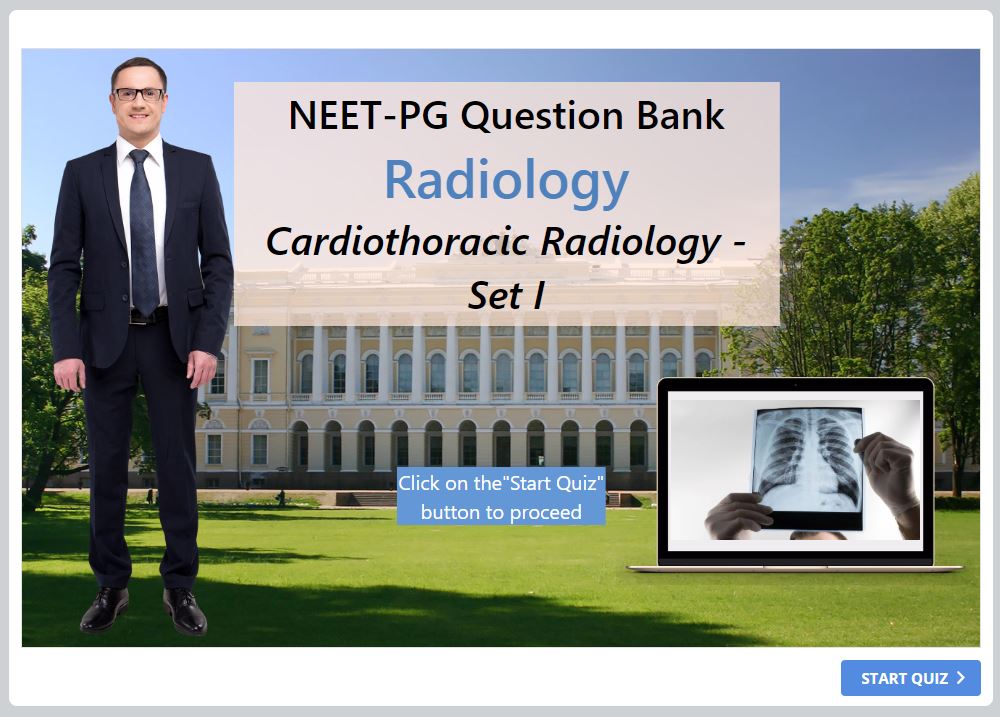 NEET-PG Question Bank
Radiology
Cardiothoracic Radiology -
Set I
Click on the"Start Quiz"
button to proceed
START QUIZ